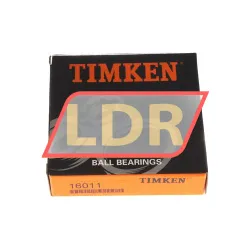 TIMKEN
LDR
BALL BEARINGS
16011
TIMKEN